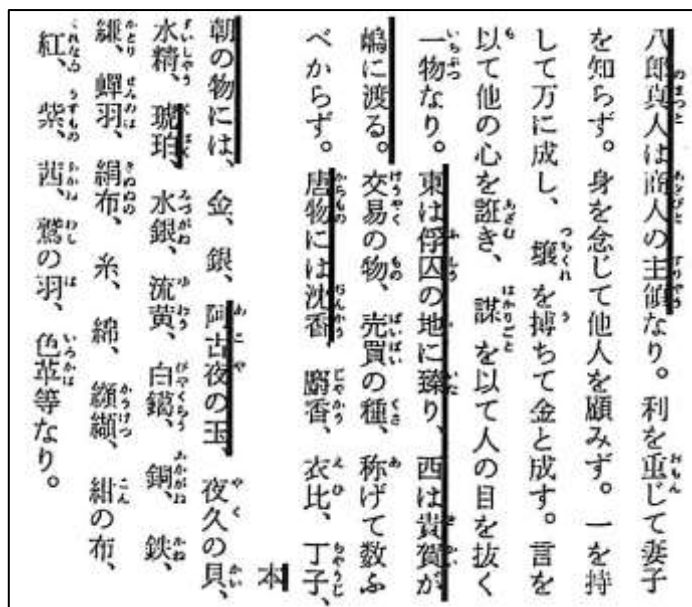 八郎真人は商人の主領なり。利を重じて妻子
を知らず。身を念じて他人を顧みず。一を持
して万に成し、壌を搏ちて金と成す。言を
以て他の心を誑き、謀を以て人の目を抜く
一物なり。東は俘囚の地に臻り、西は貴賀が
嶋に渡る。交易の物、売買の種、称げて数ふ
べからず。唐物には沈香、麝香、衣比、丁子、
本
朝の物には、金、銀、阿古夜の玉、夜久の貝、
水精、琥珀、水銀、流黄、白鑞、銅、鉄、
縑、蟬羽、絹布、糸、綿、纐纈、紺の布、
紅、紫、茜、鷲の羽、色革等なり。